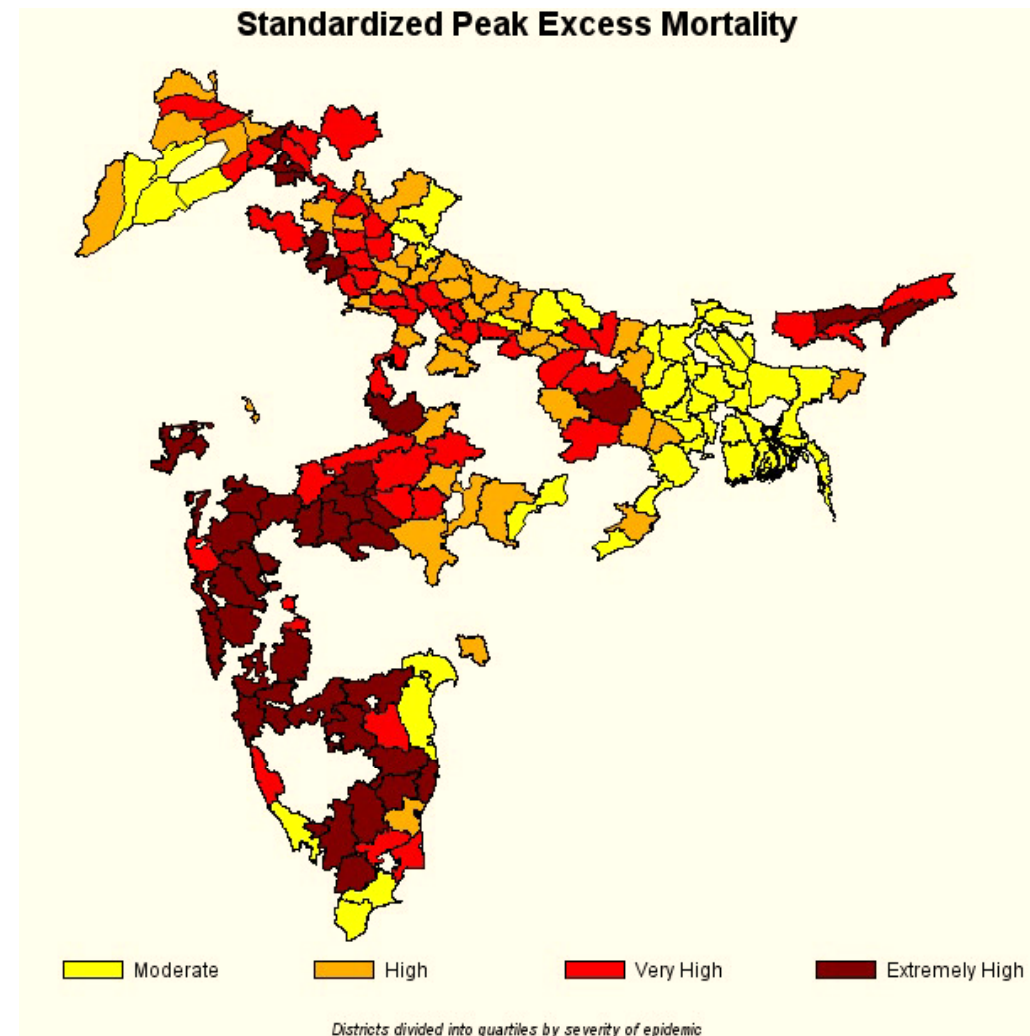 Standardized Peak Excess Mortality
Moderate High Very High Extremely High
Districts divided into quartiles by severity of epidemic